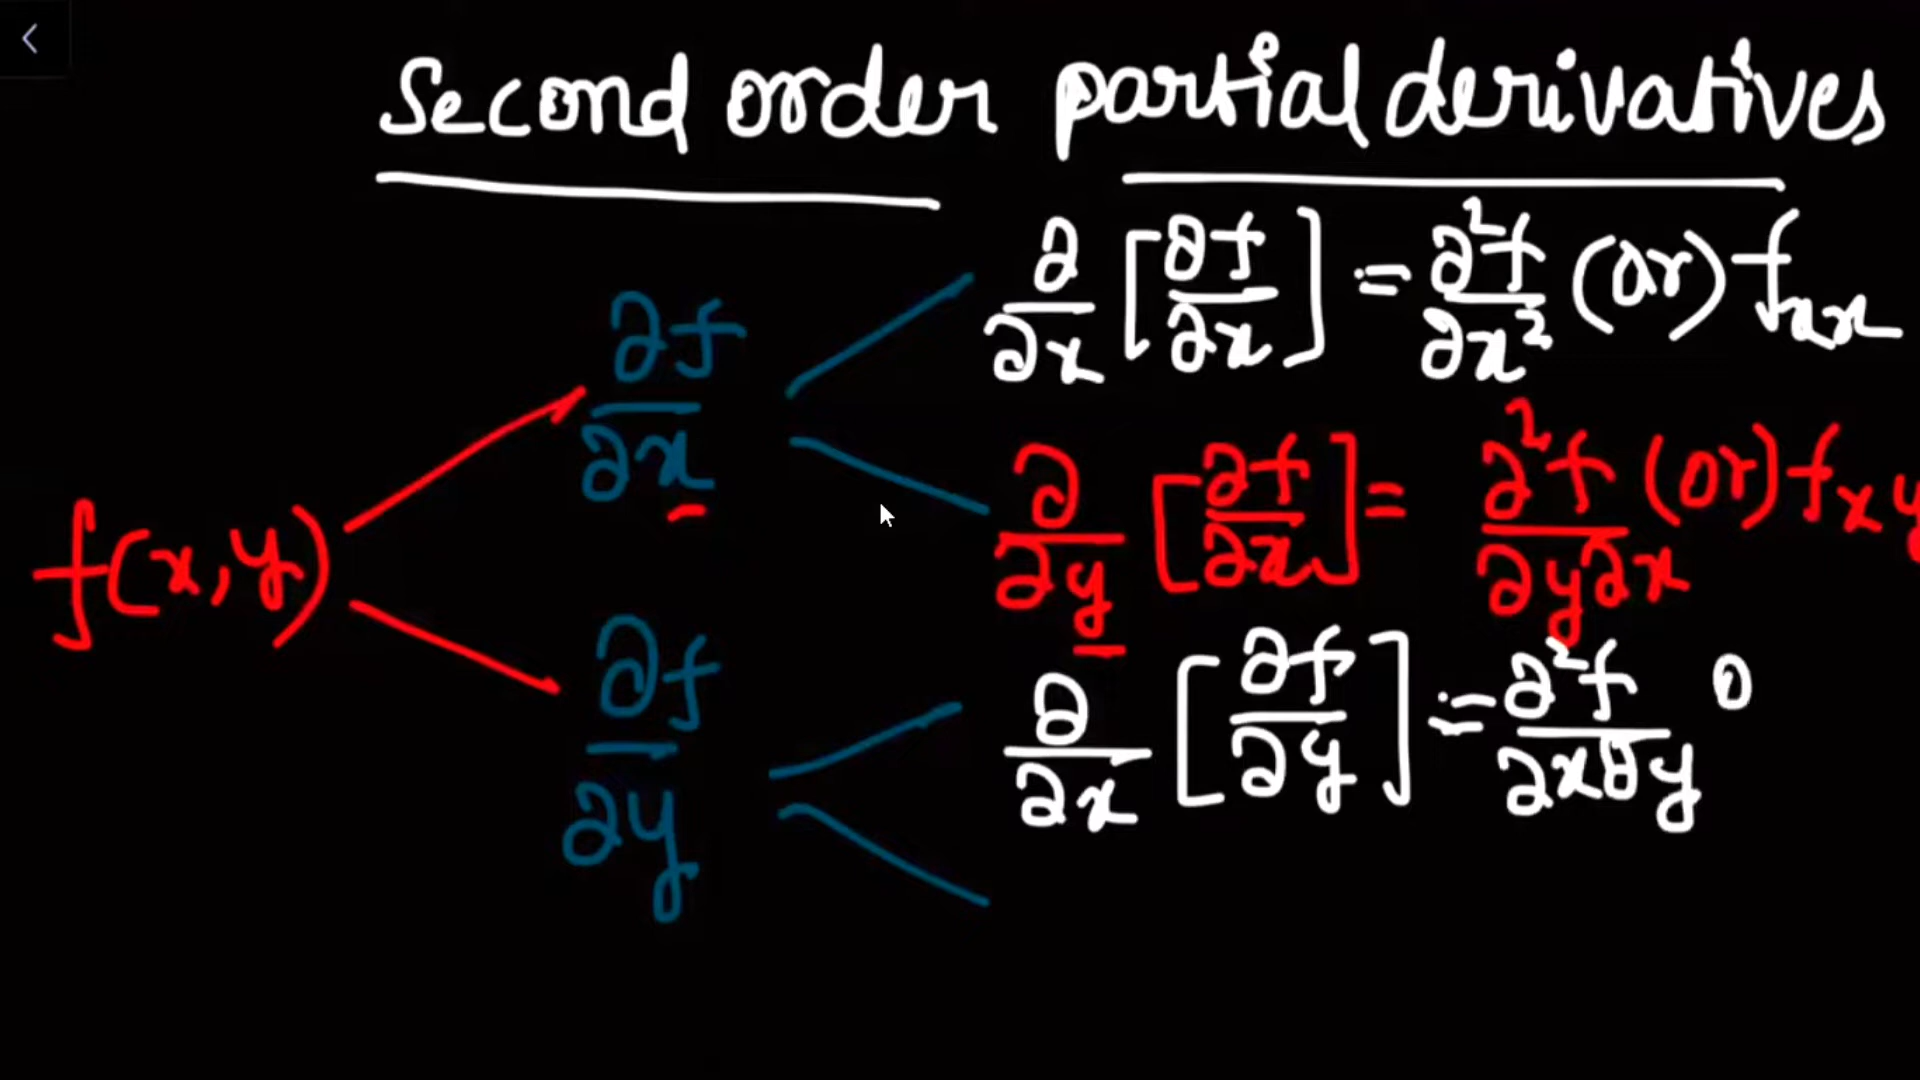 Second order partial derivatives
∂/∂x [∂f/∂x] = ∂²f/∂x² (or) fxx
∂f/∂x
∂/∂y [∂f/∂x] = ∂²f/∂y∂x (or) fxy
f(x,y)
∂/∂x [∂f/∂y] = ∂²f/∂x∂y o
∂f/∂y